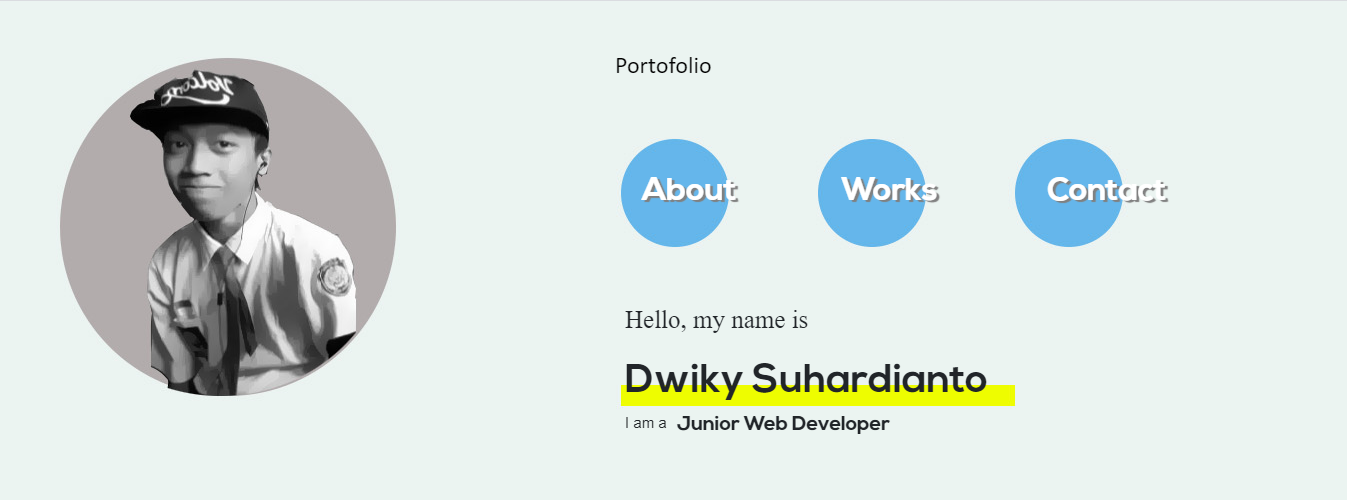 Portofolio
About
Works
Contact
Hello, my name is
Dwiky Suhardianto
I am a Junior Web Developer